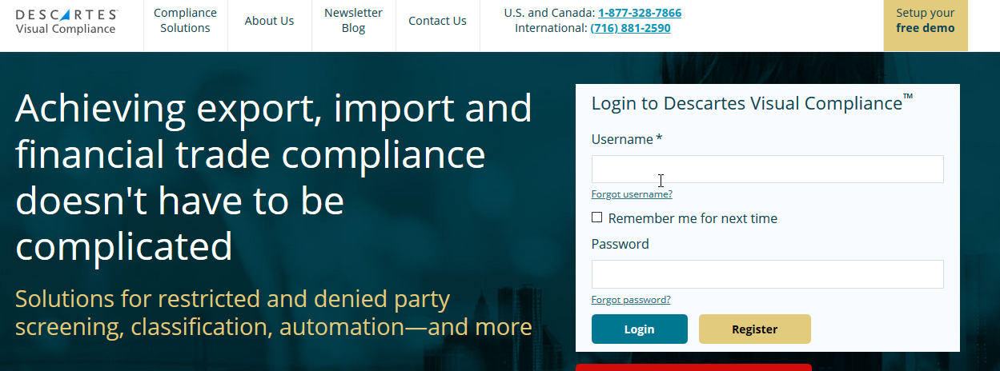 DESCARTES™
Visual Compliance
Compliance
Solutions
About Us
Newsletter
Blog
Contact Us
U.S. and Canada: 1-877-328-7866
International: (716) 881-2590
Setup your
free demo
Achieving export, import and
financial trade compliance
doesn't have to be
complicated
Solutions for restricted and denied party
screening, classification, automation—and more
Login to Descartes Visual Compliance™
Username *
Forgot username?
Remember me for next time
Password
Forgot password?
Login
Register